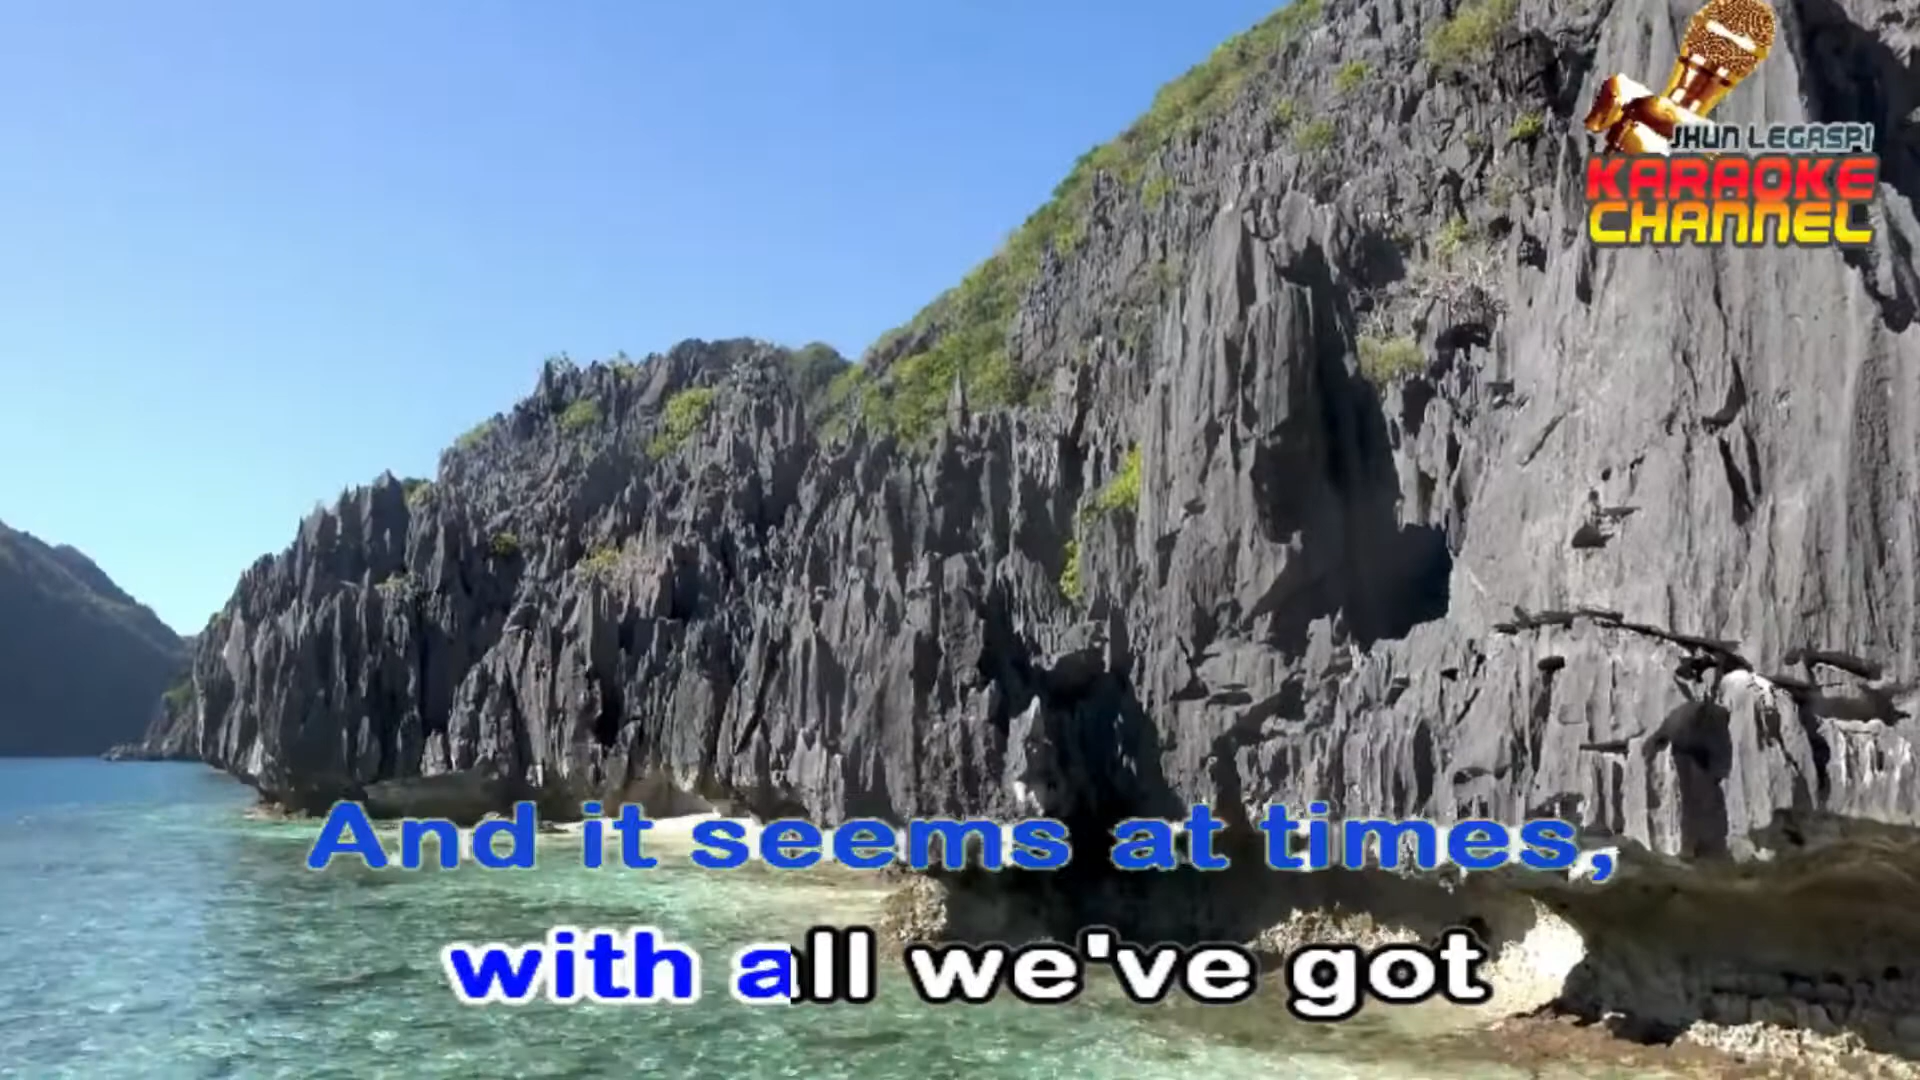 JHUN LEGASPI
KARAOKE
CHANNEL
And it seems at times,
with all we've got